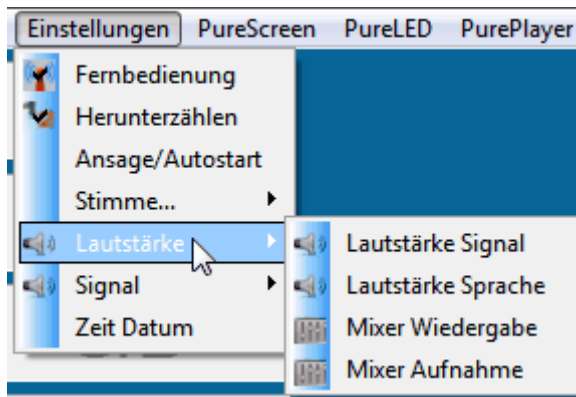 Einstellungen PureScreen PureLED PurePlayer
Fernbedienung
Herunterzählen
Ansage/Autostart
Stimme...
Lautstärke
Signal
Zeit Datum
Lautstärke Signal
Lautstärke Sprache
Mixer Wiedergabe
Mixer Aufnahme